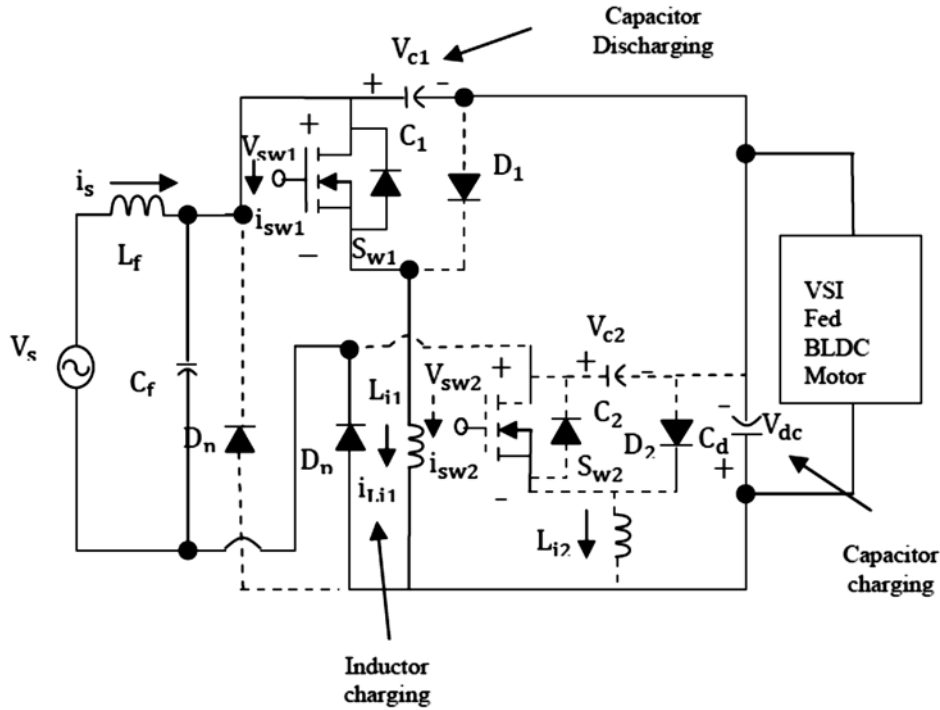 Capacitor
Discharging
Vc1
+ -
+
Vsw1
C1
D1
is
isw1
Lf
Sw1
-
VSI
Fed
BLDC
Motor
Vs
Vc2
+ -
Cf
Li1
Vsw2
+
C2
Dn
Dp
D2
Cd
-
Vdc
+
isw2
Sw2
-
iLi1
Li2
Capacitor
charging
Inductor
charging